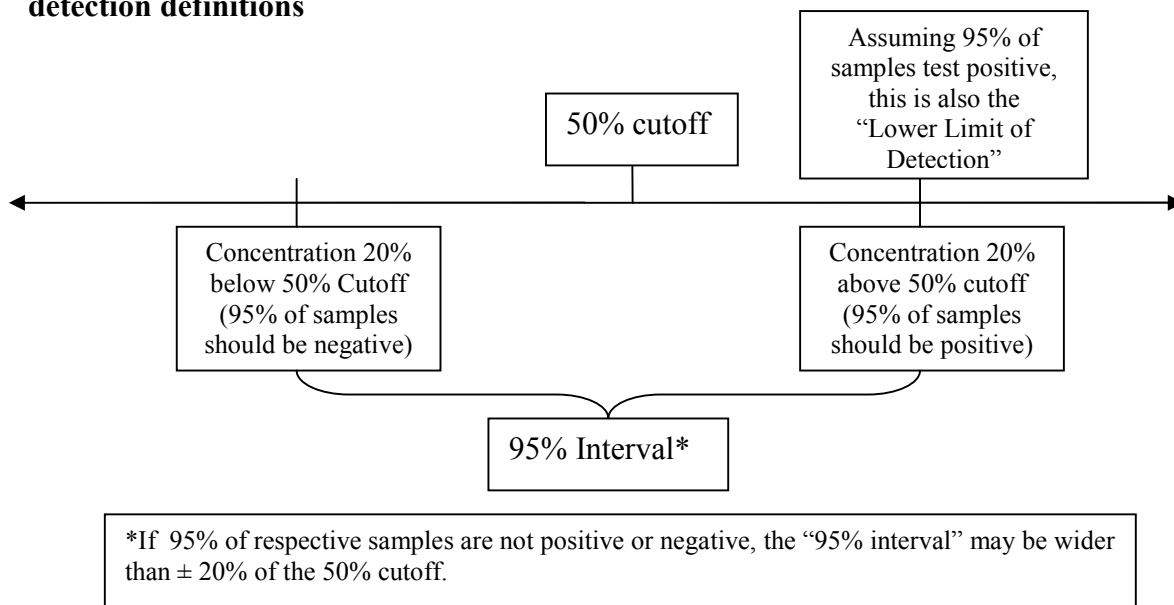 detection definitions
Assuming 95% of
samples test positive,
this is also the
“Lower Limit of
Detection”
50% cutoff
Concentration 20%
below 50% Cutoff
(95% of samples
should be negative)
Concentration 20%
above 50% cutoff
(95% of samples
should be positive)
95% Interval*
*If  95% of respective samples are not positive or negative, the “95% interval” may be wider
than ± 20% of the 50% cutoff.